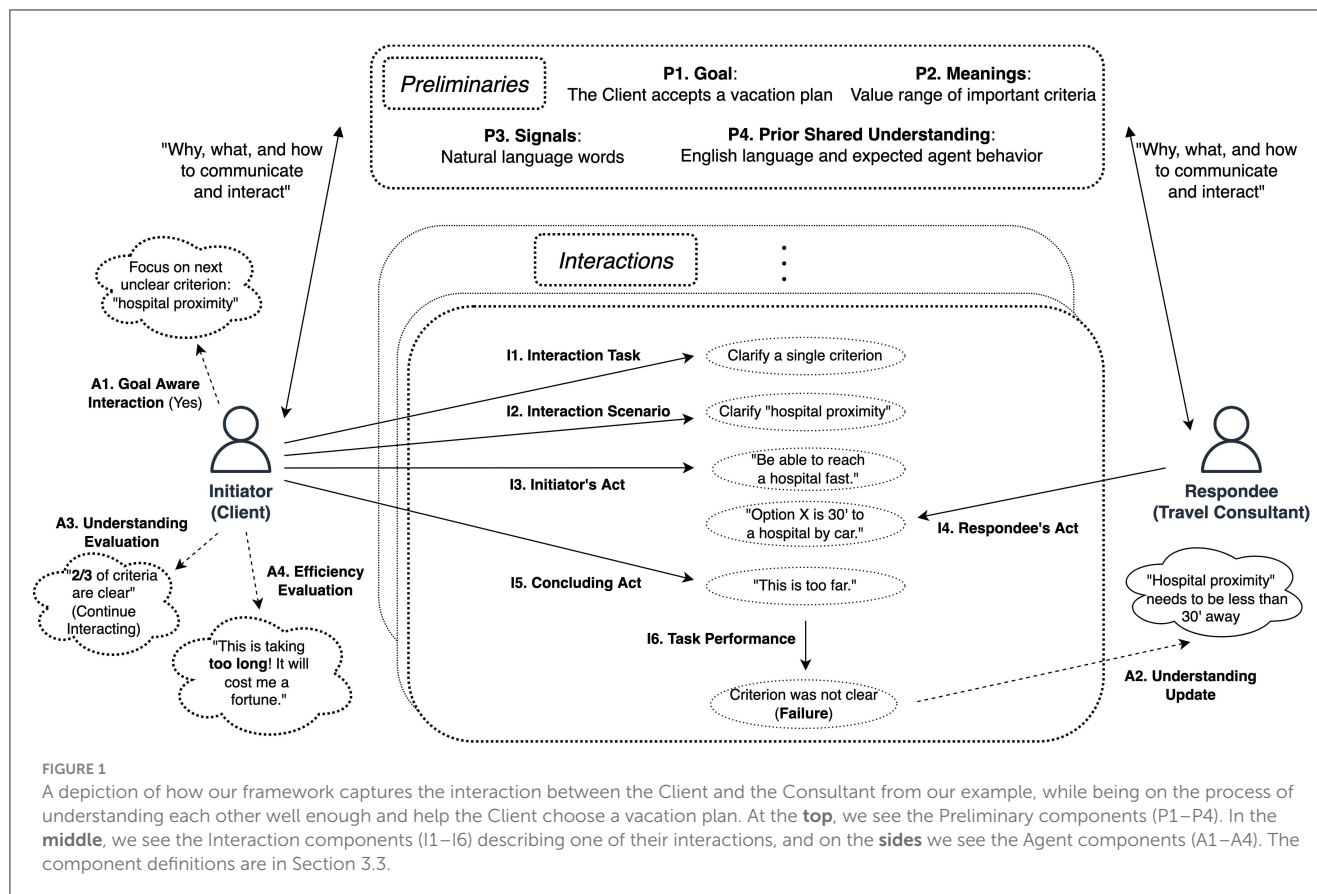 Preliminaries
P1. Goal:
The Client accepts a vacation plan
P2. Meanings:
Value range of important criteria
P3. Signals:
Natural language words
P4. Prior Shared Understanding:
English language and expected agent behavior
"Why, what, and how
to communicate
and interact"
"Why, what, and how
to communicate
and interact"
Interactions
Focus on next
unclear criterion:
"hospital proximity"
A1. Goal Aware
Interaction (Yes)
Initiator
(Client)
A3. Understanding
Evaluation
"2/3 of criteria
are clear"
(Continue
Interacting)
A4. Efficiency
Evaluation
"This is taking
too long! It will
cost me a
fortune."
I1. Interaction Task
Clarify a single criterion
I2. Interaction Scenario
Clarify "hospital proximity"
I3. Initiator's Act
"Be able to reach
a hospital fast."
"Option X is 30' to
a hospital by car."
I4. Respondee's Act
I5. Concluding Act
"This is too far."
I6. Task Performance
Criterion was not clear
(Failure)
Respondee
(Travel Consultant)
"Hospital proximity"
needs to be less than
30' away
A2. Understanding
Update
FIGURE 1
A depiction of how our framework captures the interaction between the Client and the Consultant from our example, while being on the process of
understanding each other well enough and help the Client choose a vacation plan. At the top, we see the Preliminary components (P1–P4). In the
middle, we see the Interaction components (I1–I6) describing one of their interactions, and on the sides we see the Agent components (A1–A4). The
component definitions are in Section 3.3.